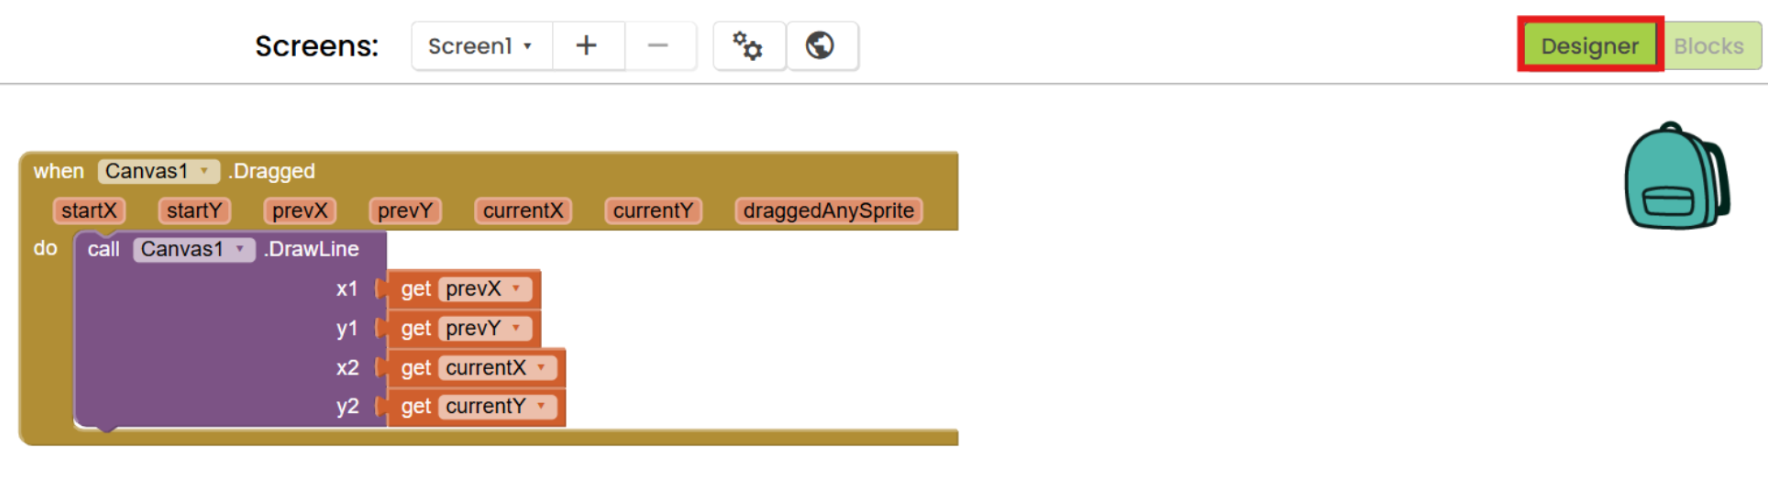 Screens: Screen1 + − Designer Blocks
when Canvas1 .Dragged
startX startY prevX prevY currentX currentY draggedAnySprite
do call Canvas1 .DrawLine
x1 get prevX
y1 get prevY
x2 get currentX
y2 get currentY